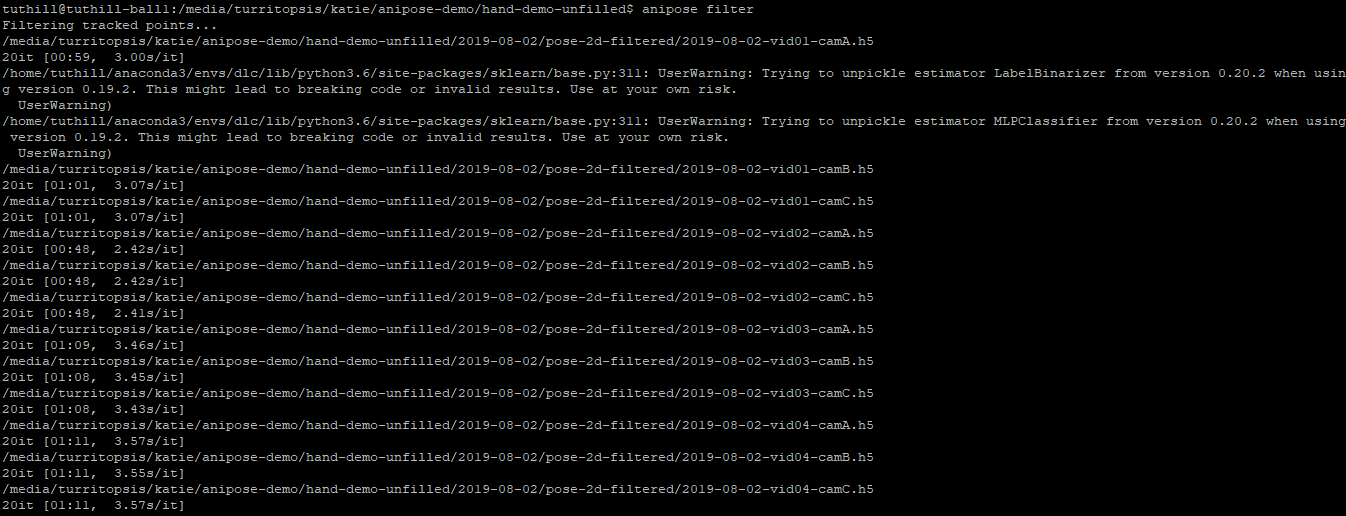 tuthill@tuthill-ball1:/media/turritopsis/katie/anipose-demo/hand-demo-unfilled$ anipose filter
Filtering tracked points...
/media/turritopsis/katie/anipose-demo/hand-demo-unfilled/2019-08-02/pose-2d-filtered/2019-08-02-vid01-camA.h5
20it [00:59,  3.00s/it]
/home/tuthill/anaconda3/envs/dlc/lib/python3.6/site-packages/sklearn/base.py:311: UserWarning: Trying to unpickle estimator LabelBinarizer from version 0.20.2 when usin
g version 0.19.2. This might lead to breaking code or invalid results. Use at your own risk.
  UserWarning)
/home/tuthill/anaconda3/envs/dlc/lib/python3.6/site-packages/sklearn/base.py:311: UserWarning: Trying to unpickle estimator MLPClassifier from version 0.20.2 when using
 version 0.19.2. This might lead to breaking code or invalid results. Use at your own risk.
  UserWarning)
/media/turritopsis/katie/anipose-demo/hand-demo-unfilled/2019-08-02/pose-2d-filtered/2019-08-02-vid01-camB.h5
20it [01:01,  3.07s/it]
/media/turritopsis/katie/anipose-demo/hand-demo-unfilled/2019-08-02/pose-2d-filtered/2019-08-02-vid01-camC.h5
20it [01:01,  3.07s/it]
/media/turritopsis/katie/anipose-demo/hand-demo-unfilled/2019-08-02/pose-2d-filtered/2019-08-02-vid02-camA.h5
20it [00:48,  2.42s/it]
/media/turritopsis/katie/anipose-demo/hand-demo-unfilled/2019-08-02/pose-2d-filtered/2019-08-02-vid02-camB.h5
20it [00:48,  2.42s/it]
/media/turritopsis/katie/anipose-demo/hand-demo-unfilled/2019-08-02/pose-2d-filtered/2019-08-02-vid02-camC.h5
20it [00:48,  2.41s/it]
/media/turritopsis/katie/anipose-demo/hand-demo-unfilled/2019-08-02/pose-2d-filtered/2019-08-02-vid03-camA.h5
20it [01:09,  3.46s/it]
/media/turritopsis/katie/anipose-demo/hand-demo-unfilled/2019-08-02/pose-2d-filtered/2019-08-02-vid03-camB.h5
20it [01:08,  3.45s/it]
/media/turritopsis/katie/anipose-demo/hand-demo-unfilled/2019-08-02/pose-2d-filtered/2019-08-02-vid03-camC.h5
20it [01:08,  3.43s/it]
/media/turritopsis/katie/anipose-demo/hand-demo-unfilled/2019-08-02/pose-2d-filtered/2019-08-02-vid04-camA.h5
20it [01:11,  3.57s/it]
/media/turritopsis/katie/anipose-demo/hand-demo-unfilled/2019-08-02/pose-2d-filtered/2019-08-02-vid04-camB.h5
20it [01:11,  3.55s/it]
/media/turritopsis/katie/anipose-demo/hand-demo-unfilled/2019-08-02/pose-2d-filtered/2019-08-02-vid04-camC.h5
20it [01:11,  3.57s/it]